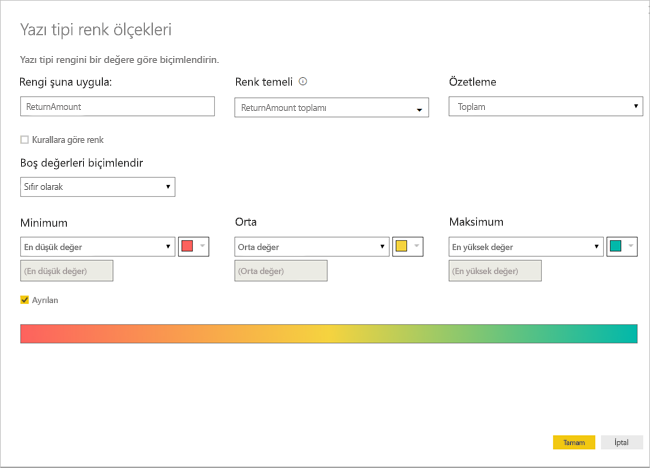 Yazı tipi renk ölçekleri
Yazı tipi rengini bir değere göre biçimlendirin.
Rengi şuna uygula: Renk temeli Özetleme
ReturnAmount ReturnAmount toplamı Toplam
Kurallara göre renk
Boş değerleri biçimlendir
Sıfır olarak
Minimum Orta Maksimum
En düşük değer Orta değer En yüksek değer
(En düşük değer) (Orta değer) (En yüksek değer)
Ayrılan
Tamam İptal